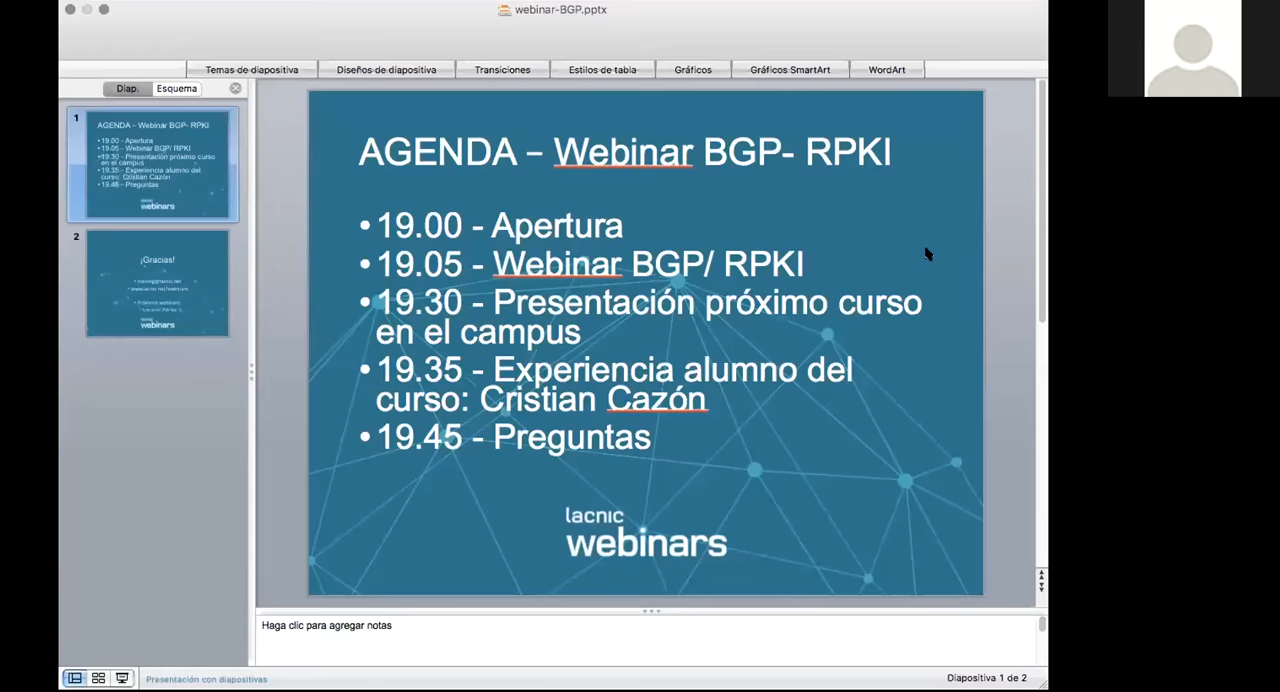 webinar-BGP.pptx
Temas de diapositiva
Diseños de diapositiva
Transiciones
Estilos de tabla
Gráficos
Gráficos SmartArt
WordArt
Diap.
Esquema
1
AGENDA – Webinar BGP- RPKI
•19.00 - Apertura
•19.05 - Webinar BGP/ RPKI
•19.30 - Presentación próximo curso
en el campus
•19.35 - Experiencia alumno del
curso: Cristian Cazón
•19.45 - Preguntas
lacnic
webinars
2
¡Gracias!
webinars
AGENDA – Webinar BGP- RPKI
•19.00 - Apertura
•19.05 - Webinar BGP/ RPKI
•19.30 - Presentación próximo curso
en el campus
•19.35 - Experiencia alumno del
curso: Cristian Cazón
•19.45 - Preguntas
lacnic
webinars
Haga clic para agregar notas
Presentación con diapositivas
Diapositiva 1 de 2